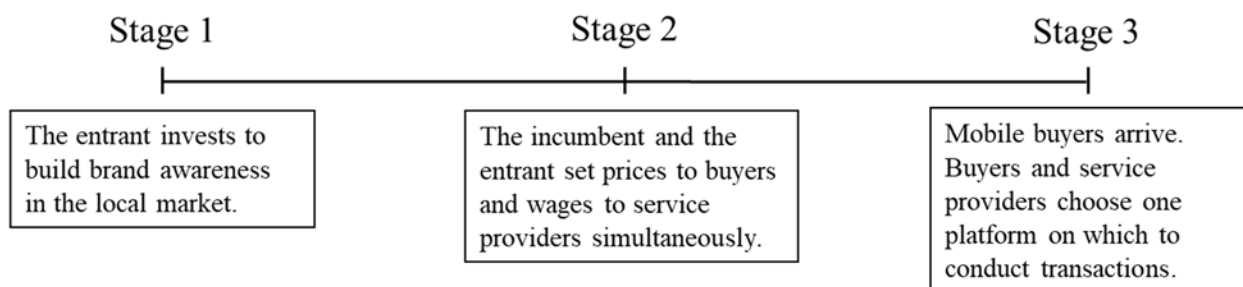 Stage 1
Stage 2
Stage 3
The entrant invests to
build brand awareness
in the local market.
The incumbent and the
entrant set prices to buyers
and wages to service
providers simultaneously.
Mobile buyers arrive.
Buyers and service
providers choose one
platform on which to
conduct transactions.